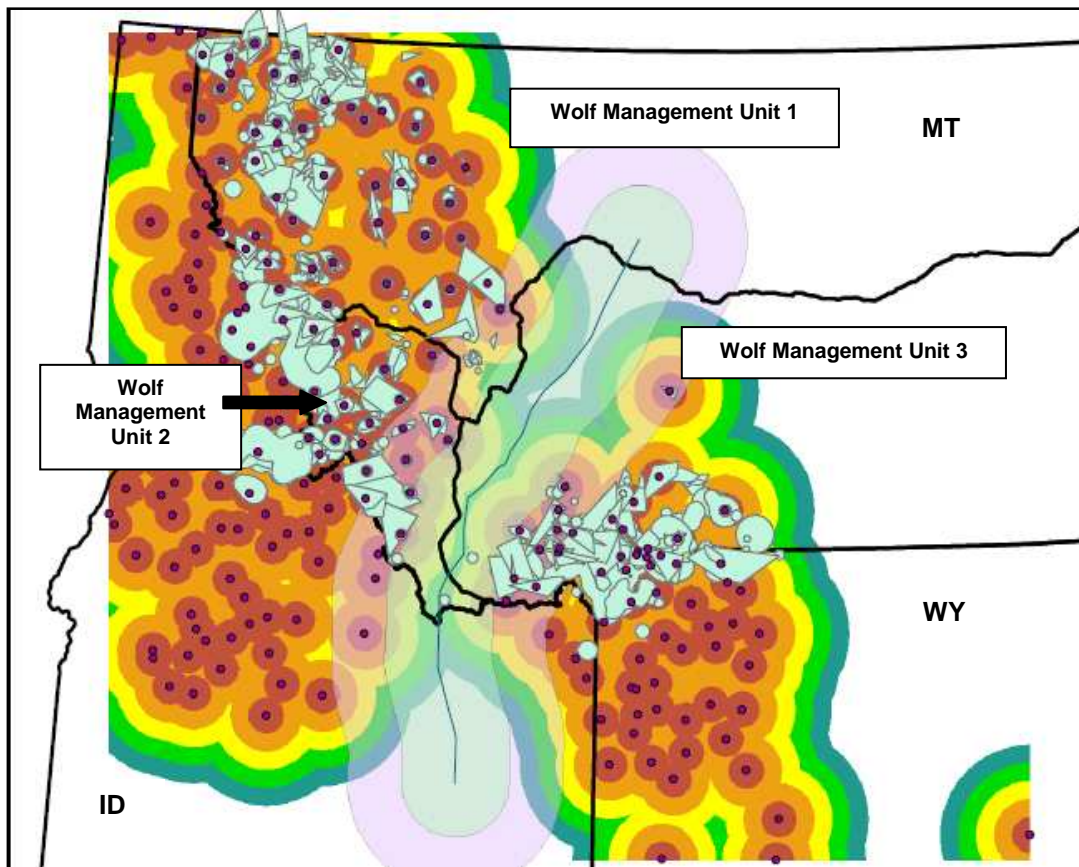 Wolf Management Unit 1
MT
Wolf Management Unit 3
Wolf
Management
Unit 2
WY
ID